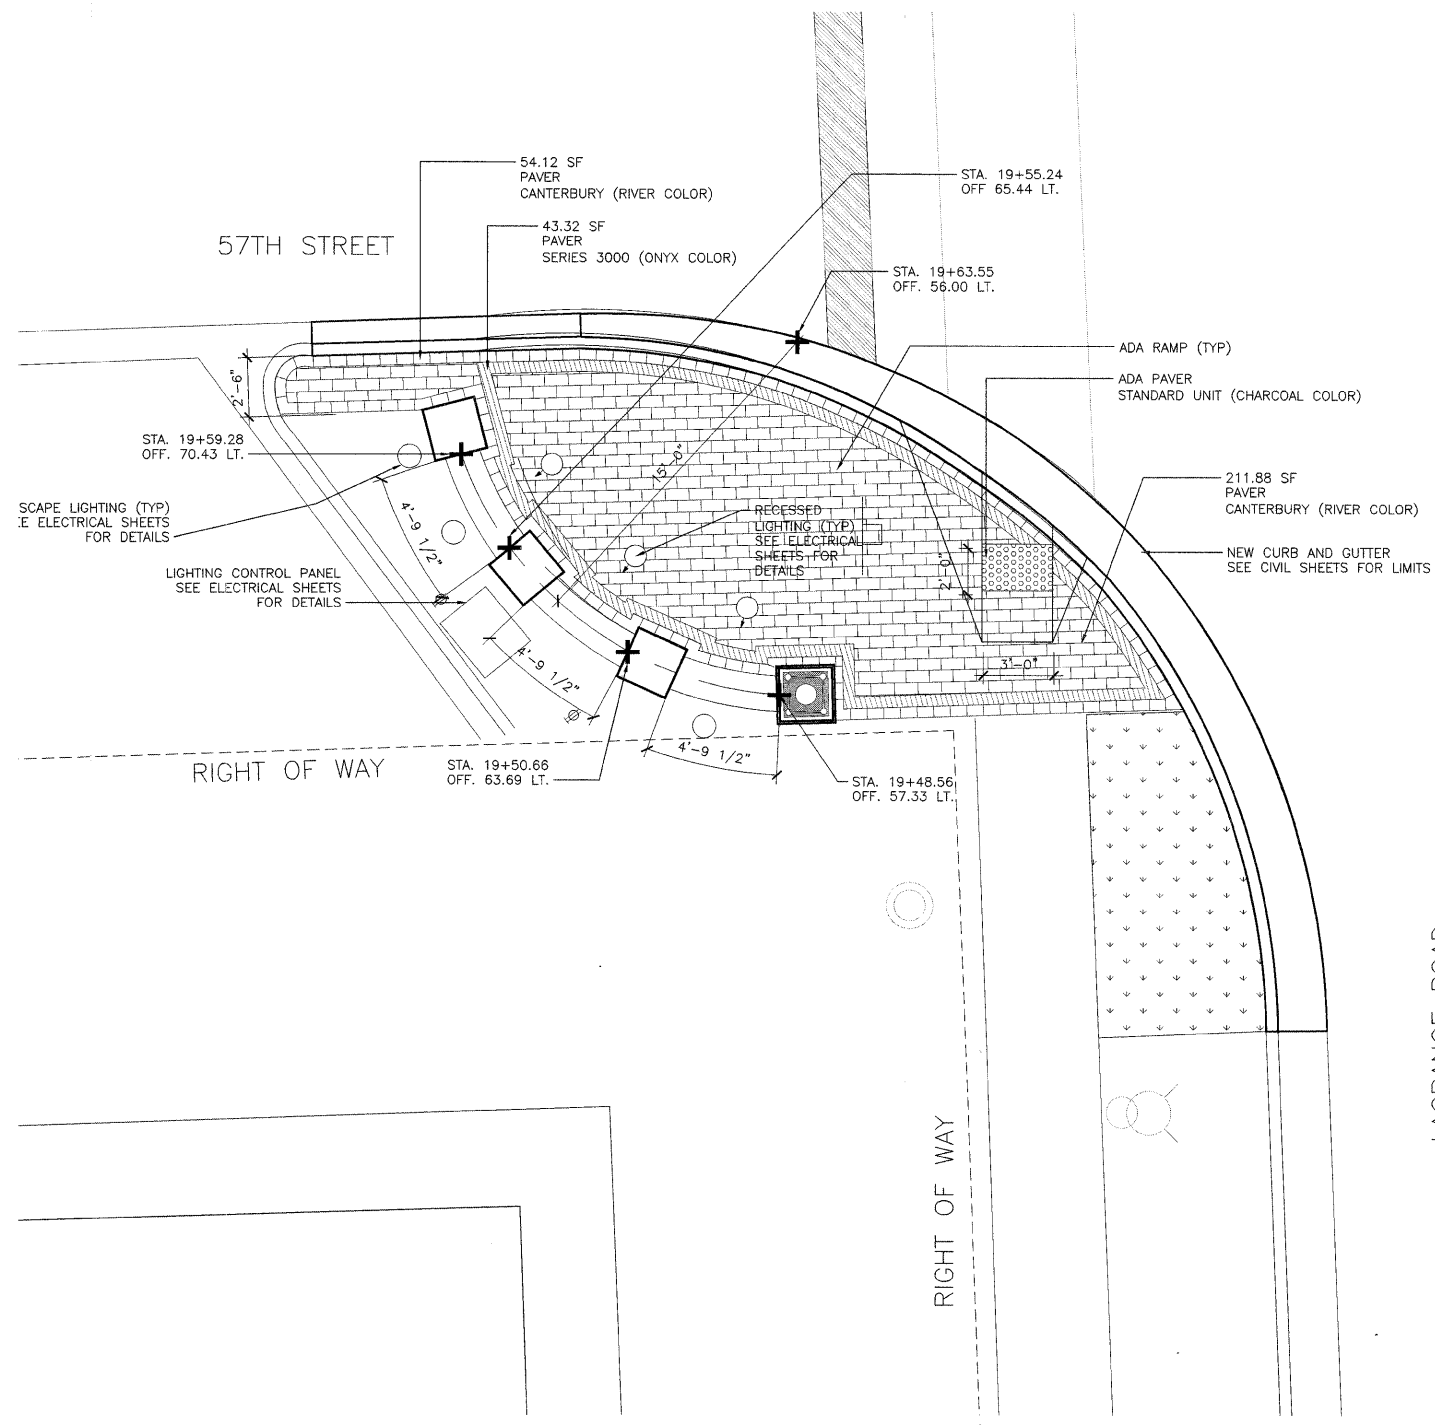 54.12 SF
PAVER
CANTERBURY (RIVER COLOR)
STA. 19+55.24
OFF 65.44 LT.
43.32 SF
PAVER
SERIES 3000 (ONYX COLOR)
57TH STREET
STA. 19+63.55
OFF. 56.00 LT.
ADA RAMP (TYP)
2'-6"
ADA PAVER
STANDARD UNIT (CHARCOAL COLOR)
STA. 19+59.28
OFF. 70.43 LT.
15'-0"
211.88 SF
PAVER
CANTERBURY (RIVER COLOR)
SCAPE LIGHTING (TYP)
E ELECTRICAL SHEETS
FOR DETAILS
4'-9 1/2"
RECESSED
LIGHTING (TYP)
SEE ELECTRICAL
SHEETS FOR
DETAILS
NEW CURB AND GUTTER
SEE CIVIL SHEETS FOR LIMITS
2'-0"
LIGHTING CONTROL PANEL
SEE ELECTRICAL SHEETS
FOR DETAILS
4'-9 1/2"
3'-0"
4'-9 1/2"
RIGHT OF WAY
STA. 19+50.66
OFF. 63.69 LT.
STA. 19+48.56
OFF. 57.33 LT.
RIGHT OF WAY